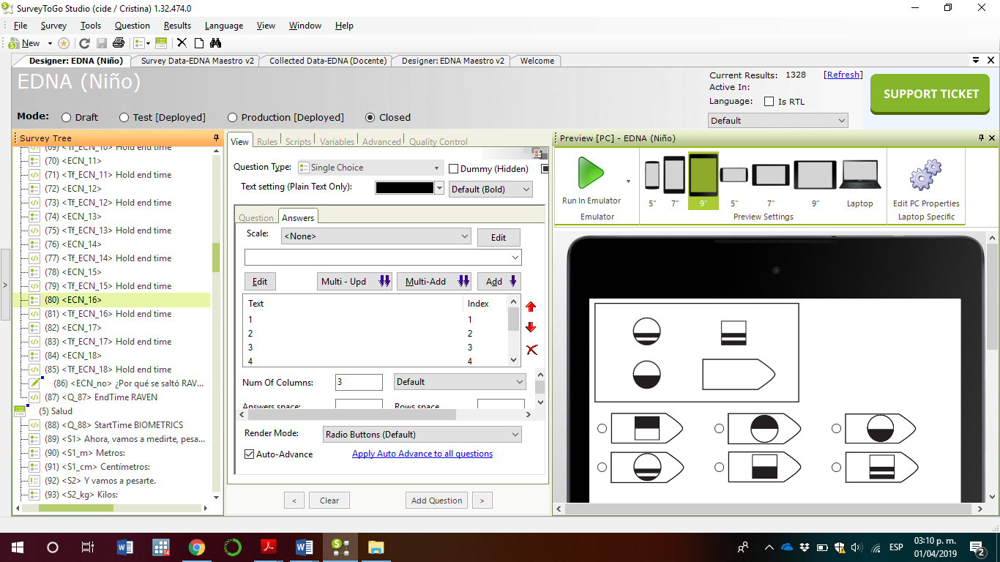 SurveyToGo Studio (cide / Cristina) 1.32.474.0
File Survey Tools Question Results Language View Window Help
New
Designer: EDNA (Niño) Survey Data-EDNA Maestro v2 Collected Data-EDNA (Docente) Designer: EDNA Maestro v2 Welcome
EDNA (Niño)
Current Results: 1328 [Refresh]
Active In:
Language: Is RTL
Default
SUPPORT TICKET
Mode: Draft Test [Deployed] Production [Deployed] Closed
Survey Tree
(69) <Tf_ECN_10> Hold end time
(70) <ECN_11>
(71) <Tf_ECN_11> Hold end time
(72) <ECN_12>
(73) <Tf_ECN_12> Hold end time
(74) <ECN_13>
(75) <Tf_ECN_13> Hold end time
(76) <ECN_14>
(77) <Tf_ECN_14> Hold end time
(78) <ECN_15>
(79) <Tf_ECN_15> Hold end time
(80) <ECN_16>
(81) <Tf_ECN_16> Hold end time
(82) <ECN_17>
(83) <Tf_ECN_17> Hold end time
(84) <ECN_18>
(85) <Tf_ECN_18> Hold end time
(86) <ECN_no> ¿Por qué se saltó RAV...
(87) <Q_87> EndTime RAVEN
(5) Salud
(88) <Q_88> StartTime BIOMETRICS
(89) <S1> Ahora, vamos a medirte, pesa...
(90) <S1_m> Metros:
(91) <S1_cm> Centímetros:
(92) <S2> Y vamos a pesarte.
(93) <S2_kg> Kilos:
View Rules Scripts Variables Advanced Quality Control
Question Type: Single Choice Dummy (Hidden)
Text setting (Plain Text Only): Default (Bold)
Question Answers
Scale: <None> Edit
Edit Multi - Upd Multi-Add Add
Text Index
1 1
2 2
3 3
4 4
Num Of Columns: 3 Default
Answers space Rows space
Render Mode: Radio Buttons (Default)
Auto-Advance Apply Auto Advance to all questions
< Clear Add Question >
Preview [PC] - EDNA (Niño)
Run In Emulator
Emulator
5" 7" 9" 5" 7" 9" Laptop
Preview Settings
Edit PC Properties
Laptop Specific
>
14
ESP
03:10 p. m.
01/04/2019
2